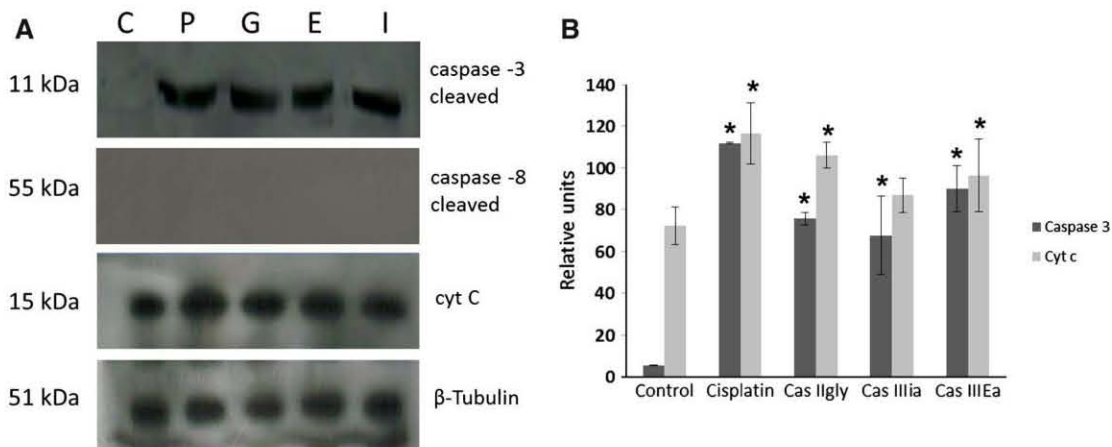 A
C P G E I
11 kDa
caspase -3
cleaved
55 kDa
caspase -8
cleaved
15 kDa
cyt C
51 kDa
β-Tubulin
B
140
120
100
80
60
40
20
0
Relative units
* * * * * * *
Control Cisplatin Cas IIgly Cas IIIia Cas IIIEa
Caspase 3
Cyt c